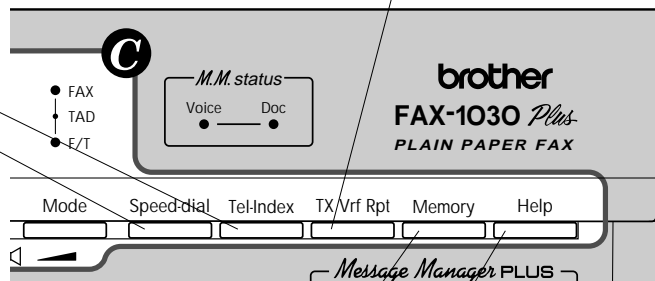 C
M.M. status
Voice Doc
FAX
TAD
F/T
brother
FAX-1030 Plus
PLAIN PAPER FAX
Mode Speed-dial Tel-Index TX Vrf Rpt Memory Help
Message Manager PLUS